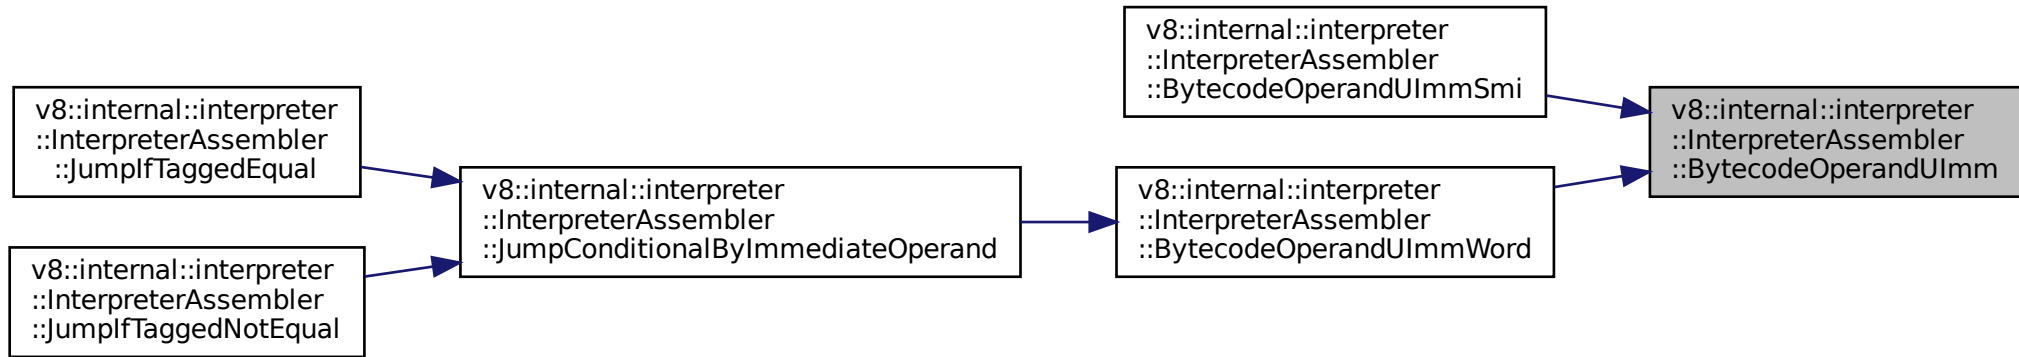 v8::internal::interpreter
::InterpreterAssembler
::JumpIfTaggedEqual
v8::internal::interpreter
::InterpreterAssembler
::JumpIfTaggedNotEqual
v8::internal::interpreter
::InterpreterAssembler
::JumpConditionalByImmediateOperand
v8::internal::interpreter
::InterpreterAssembler
::BytecodeOperandUImmSmi
v8::internal::interpreter
::InterpreterAssembler
::BytecodeOperandUImmWord
v8::internal::interpreter
::InterpreterAssembler
::BytecodeOperandUImm